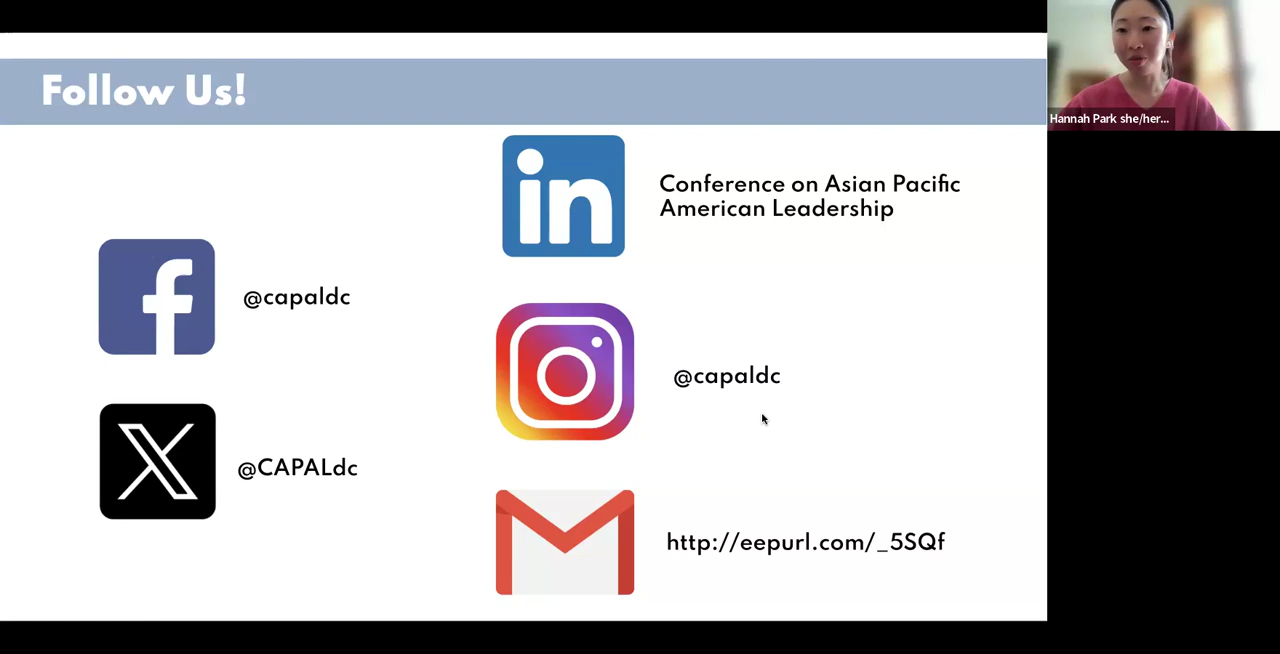 Follow Us!
Conference on Asian Pacific
American Leadership
@capaldc
@capaldc
@CAPALdc
http://eepurl.com/_5SQf
Hannah Park she/her...